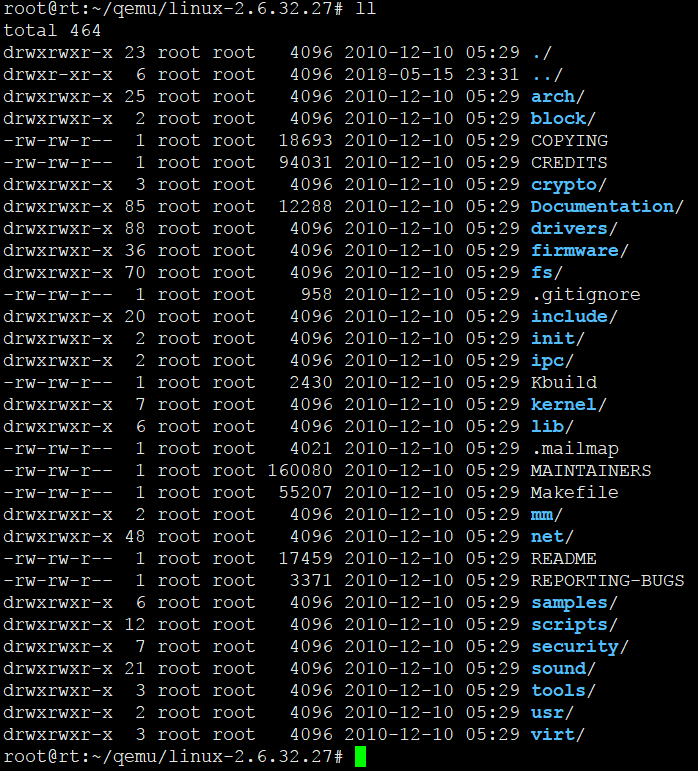 root@rt:~/qemu/linux-2.6.32.27# ll
total 464
drwxrwxr-x 23 root root   4096 2010-12-10 05:29 ./
drwxr-xr-x  6 root root   4096 2018-05-15 23:31 ../
drwxrwxr-x 25 root root   4096 2010-12-10 05:29 arch/
drwxrwxr-x  2 root root   4096 2010-12-10 05:29 block/
-rw-rw-r--  1 root root  18693 2010-12-10 05:29 COPYING
-rw-rw-r--  1 root root  94031 2010-12-10 05:29 CREDITS
drwxrwxr-x  3 root root   4096 2010-12-10 05:29 crypto/
drwxrwxr-x 85 root root  12288 2010-12-10 05:29 Documentation/
drwxrwxr-x 88 root root   4096 2010-12-10 05:29 drivers/
drwxrwxr-x 36 root root   4096 2010-12-10 05:29 firmware/
drwxrwxr-x 70 root root   4096 2010-12-10 05:29 fs/
-rw-rw-r--  1 root root    958 2010-12-10 05:29 .gitignore
drwxrwxr-x 20 root root   4096 2010-12-10 05:29 include/
drwxrwxr-x  2 root root   4096 2010-12-10 05:29 init/
drwxrwxr-x  2 root root   4096 2010-12-10 05:29 ipc/
-rw-rw-r--  1 root root   2430 2010-12-10 05:29 Kbuild
drwxrwxr-x  7 root root   4096 2010-12-10 05:29 kernel/
drwxrwxr-x  6 root root   4096 2010-12-10 05:29 lib/
-rw-rw-r--  1 root root   4021 2010-12-10 05:29 .mailmap
-rw-rw-r--  1 root root 160080 2010-12-10 05:29 MAINTAINERS
-rw-rw-r--  1 root root  55207 2010-12-10 05:29 Makefile
drwxrwxr-x  2 root root   4096 2010-12-10 05:29 mm/
drwxrwxr-x 48 root root   4096 2010-12-10 05:29 net/
-rw-rw-r--  1 root root  17459 2010-12-10 05:29 README
-rw-rw-r--  1 root root   3371 2010-12-10 05:29 REPORTING-BUGS
drwxrwxr-x  6 root root   4096 2010-12-10 05:29 samples/
drwxrwxr-x 12 root root   4096 2010-12-10 05:29 scripts/
drwxrwxr-x  7 root root   4096 2010-12-10 05:29 security/
drwxrwxr-x 21 root root   4096 2010-12-10 05:29 sound/
drwxrwxr-x  3 root root   4096 2010-12-10 05:29 tools/
drwxrwxr-x  2 root root   4096 2010-12-10 05:29 usr/
drwxrwxr-x  3 root root   4096 2010-12-10 05:29 virt/
root@rt:~/qemu/linux-2.6.32.27#